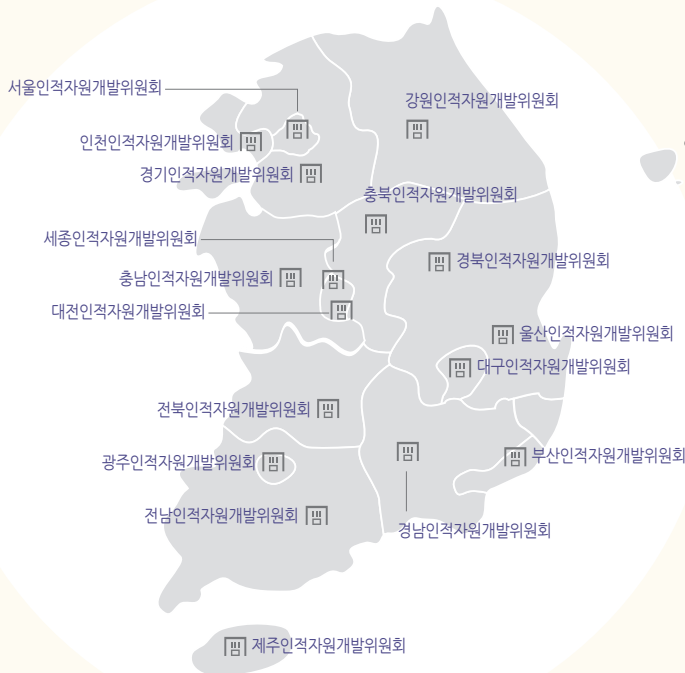 서울인적자원개발위원회
강원인적자원개발위원회
인천인적자원개발위원회
경기인적자원개발위원회
충북인적자원개발위원회
세종인적자원개발위원회
경북인적자원개발위원회
충남인적자원개발위원회
대전인적자원개발위원회
울산인적자원개발위원회
대구인적자원개발위원회
전북인적자원개발위원회
부산인적자원개발위원회
광주인적자원개발위원회
전남인적자원개발위원회
경남인적자원개발위원회
제주인적자원개발위원회